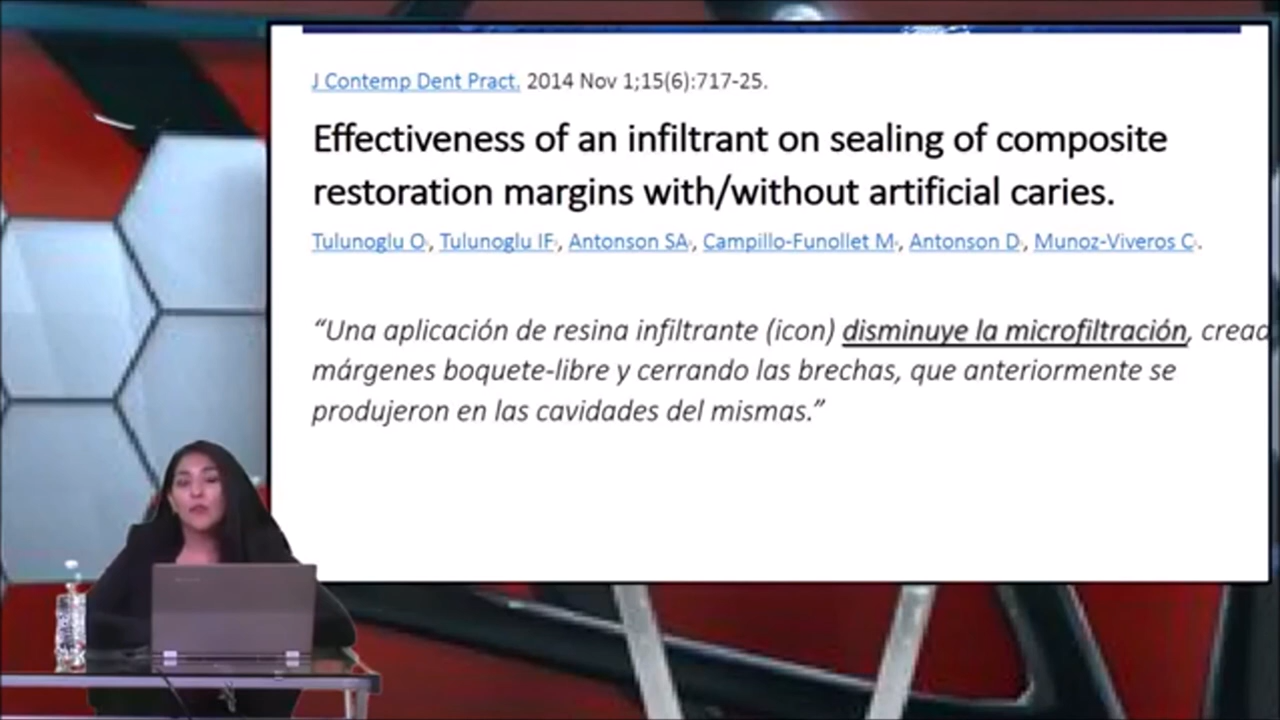 J Contemp Dent Pract. 2014 Nov 1;15(6):717-25.
Effectiveness of an infiltrant on sealing of composite
restoration margins with/without artificial caries.
Tulunoglu O, Tulunoglu IF, Antonson SA, Campillo-Funollet M, Antonson D, Munoz-Viveros C.
“Una aplicación de resina infiltrante (icon) disminuye la microfiltración, cread
márgenes boquete-libre y cerrando las brechas, que anteriormente se
produjeron en las cavidades del mismas.”